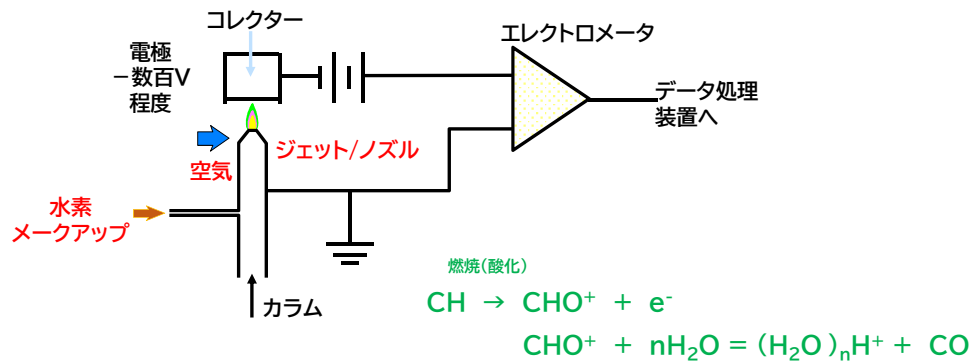 コレクター
電極
－数百V
程度
エレクトロメータ
データ処理
装置へ
ジェット/ノズル
空気
水素
メークアップ
カラム
燃焼(酸化)
CH → CHO⁺ + e⁻
CHO⁺ + nH₂O = (H₂O )ₙH⁺ + CO